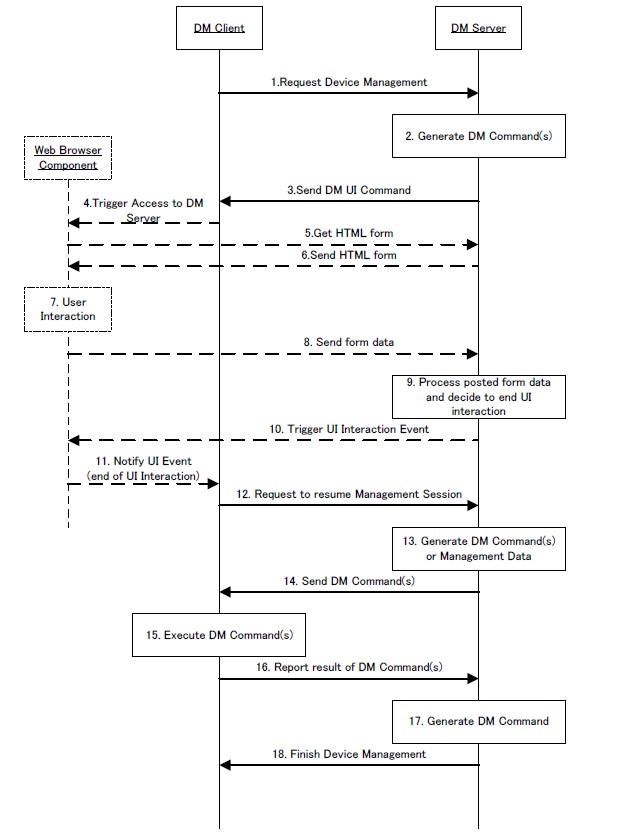 DM Client
DM Server
1.Request Device Management
2. Generate DM Command(s)
Web Browser
Component
3.Send DM UI Command
4.Trigger Access to DM
Server
5.Get HTML form
6.Send HTML form
7. User
Interaction
8. Send form data
9. Process posted form data
and decide to end UI
interaction
10. Trigger UI Interaction Event
11. Notify UI Event
(end of UI Interaction)
12. Request to resume Management Session
13. Generate DM Command(s)
or Management Data
14. Send DM Command(s)
15. Execute DM Command(s)
16. Report result of DM Command(s)
17. Generate DM Command
18. Finish Device Management